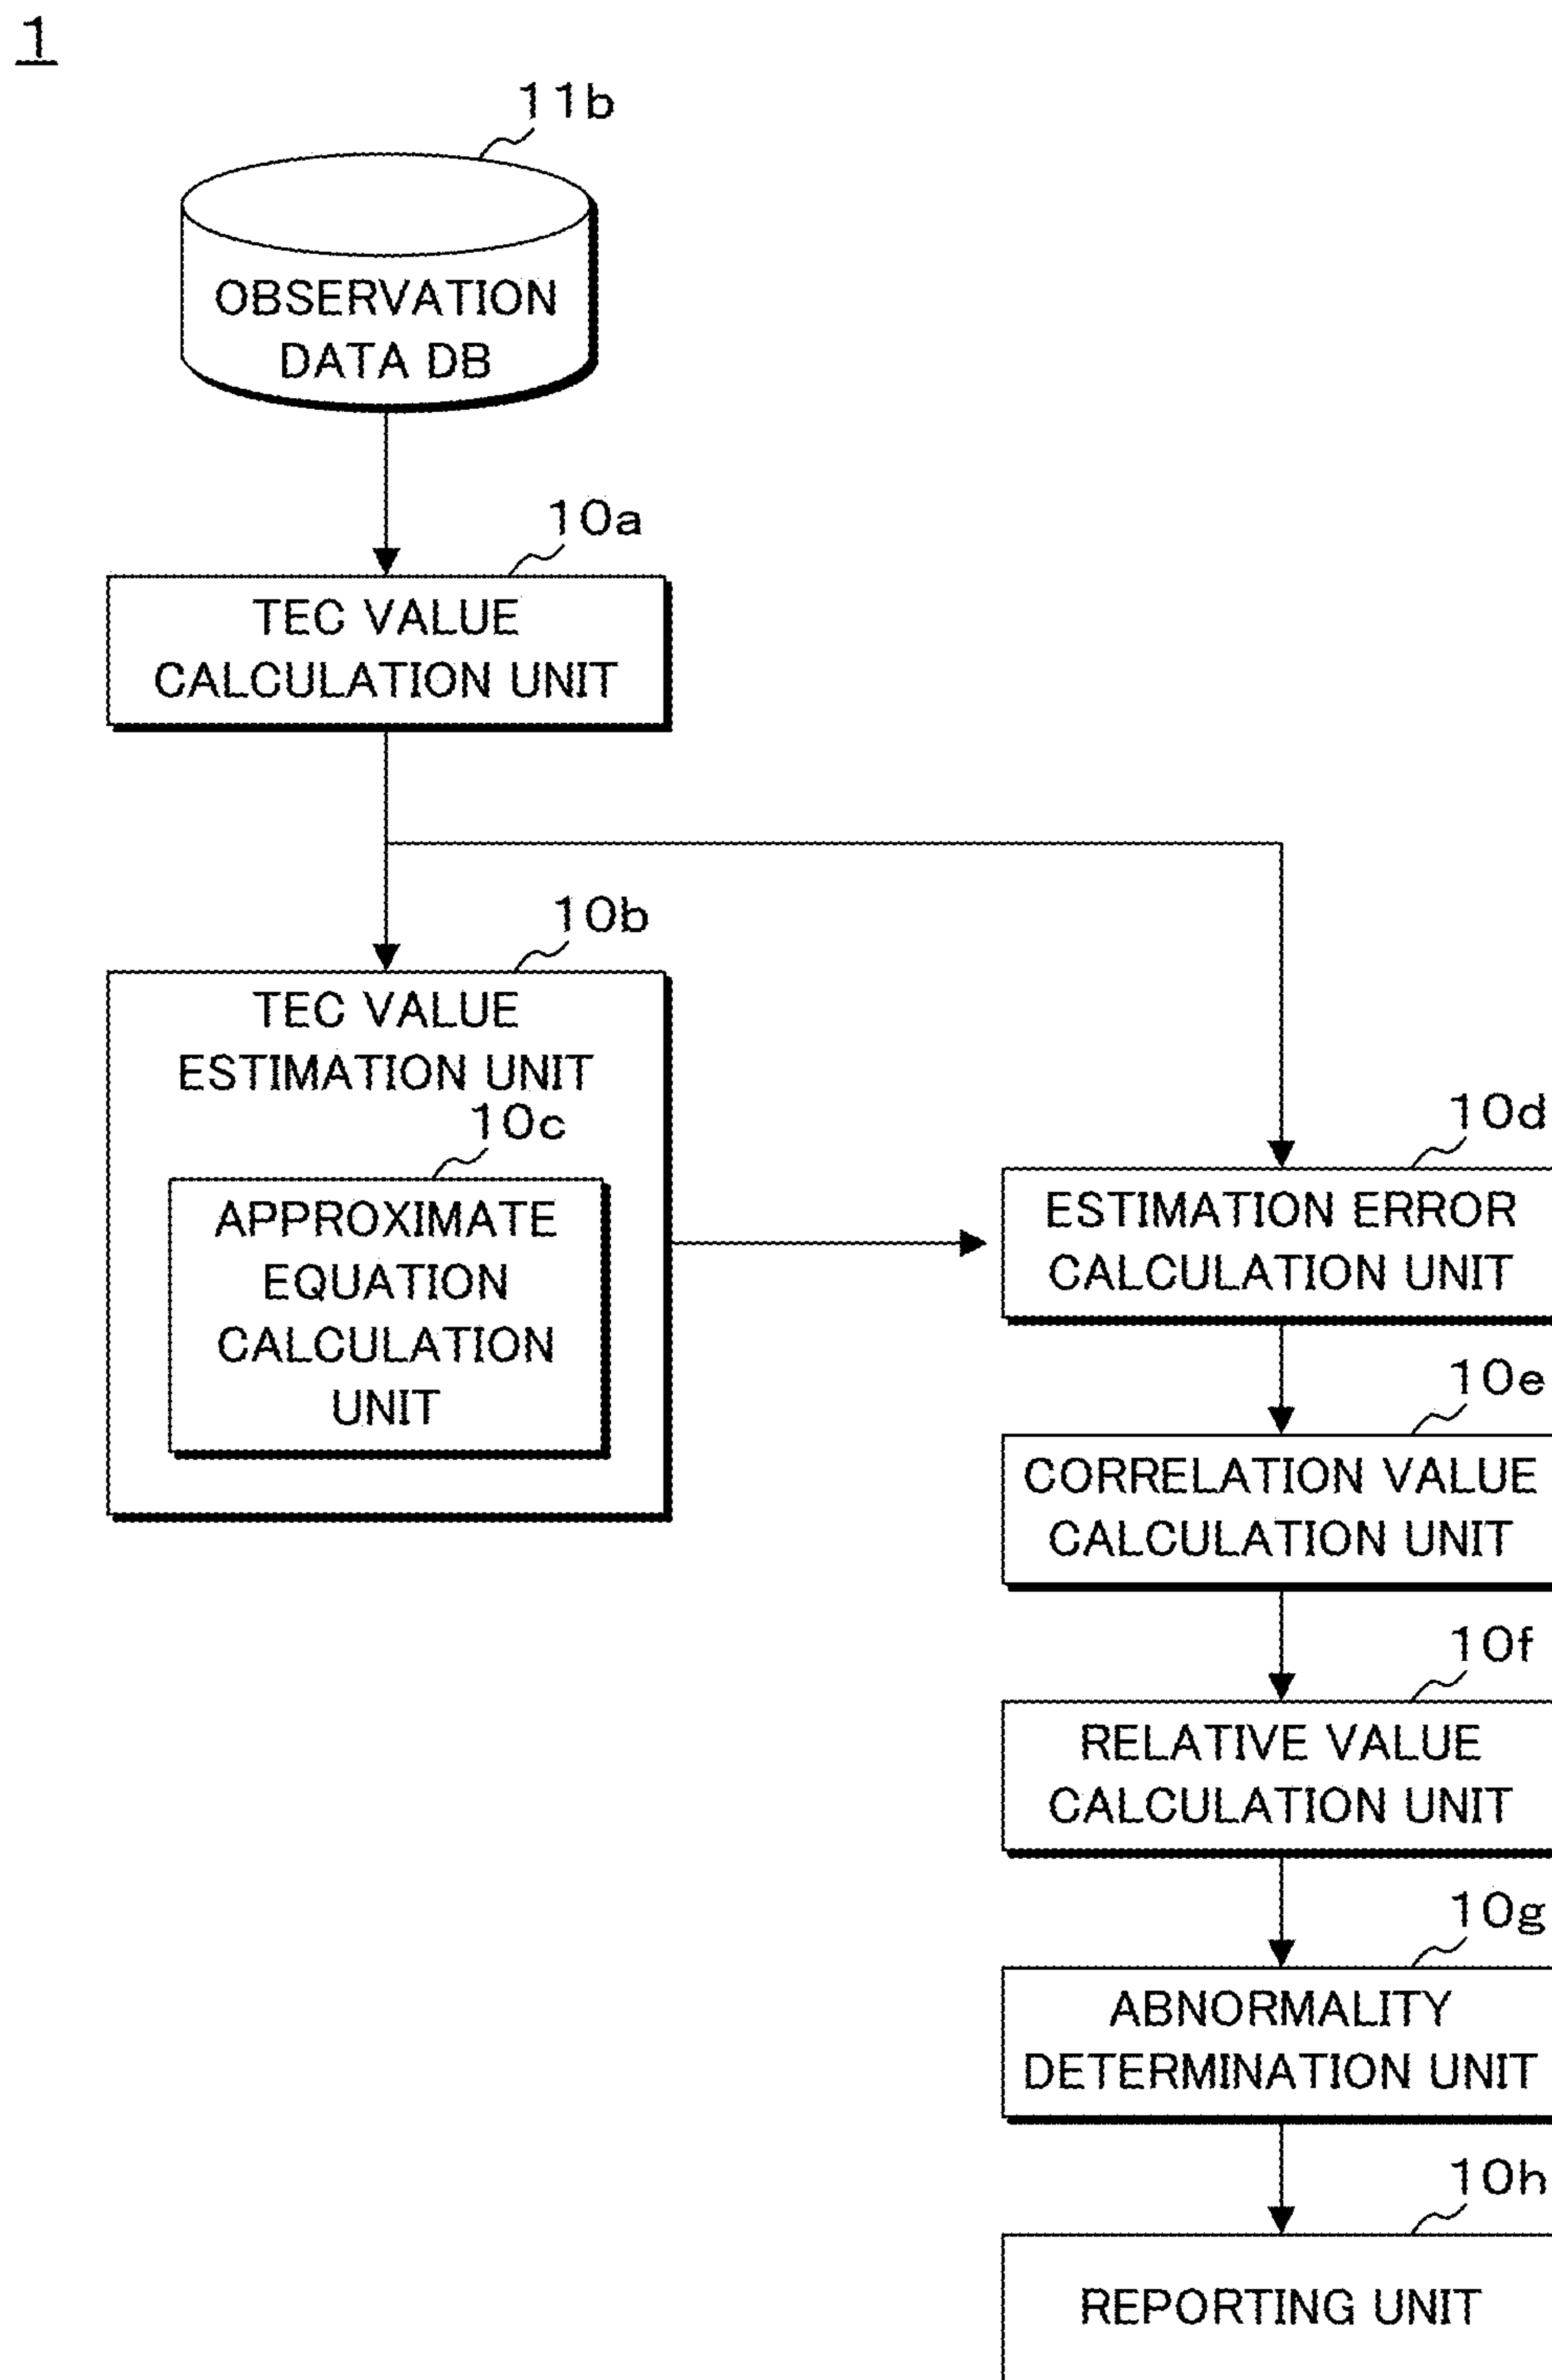 1
11b
OBSERVATION
DATA DB
10a
TEC VALUE
CALCULATION UNIT
10b
TEC VALUE
ESTIMATION UNIT
10c
APPROXIMATE
EQUATION
CALCULATION
UNIT
10d
ESTIMATION ERROR
CALCULATION UNIT
10e
CORRELATION VALUE
CALCULATION UNIT
10f
RELATIVE VALUE
CALCULATION UNIT
10g
ABNORMALITY
DETERMINATION UNIT
10h
REPORTING UNIT